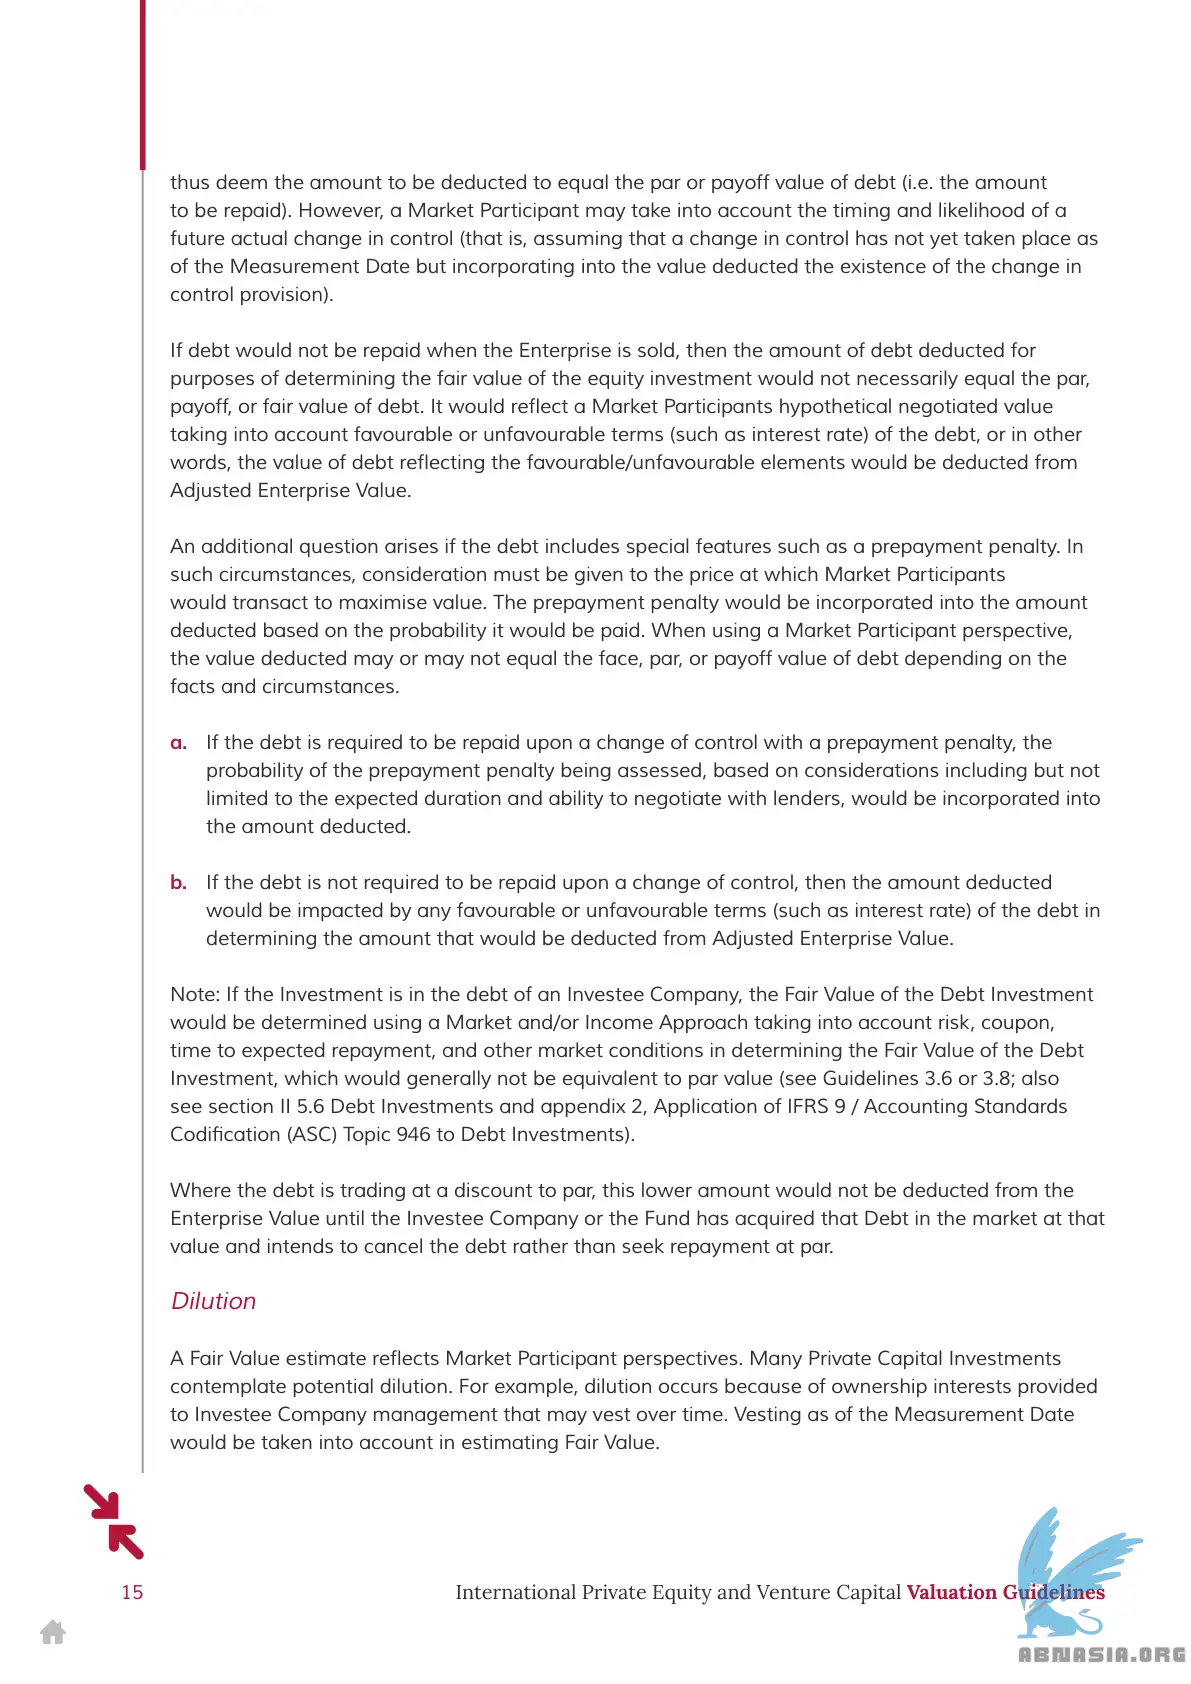 thus deem the amount to be deducted to equal the par or payoff value of debt (i.e. the amount
to be repaid). However, a Market Participant may take into account the timing and likelihood of a
future actual change in control (that is, assuming that a change in control has not yet taken place as
of the Measurement Date but incorporating into the value deducted the existence of the change in
control provision).
If debt would not be repaid when the Enterprise is sold, then the amount of debt deducted for
purposes of determining the fair value of the equity investment would not necessarily equal the par,
payoff, or fair value of debt. It would reflect a Market Participants hypothetical negotiated value
taking into account favourable or unfavourable terms (such as interest rate) of the debt, or in other
words, the value of debt reflecting the favourable/unfavourable elements would be deducted from
Adjusted Enterprise Value.
An additional question arises if the debt includes special features such as a prepayment penalty. In
such circumstances, consideration must be given to the price at which Market Participants
would transact to maximise value. The prepayment penalty would be incorporated into the amount
deducted based on the probability it would be paid. When using a Market Participant perspective,
the value deducted may or may not equal the face, par, or payoff value of debt depending on the
facts and circumstances.
a. If the debt is required to be repaid upon a change of control with a prepayment penalty, the
probability of the prepayment penalty being assessed, based on considerations including but not
limited to the expected duration and ability to negotiate with lenders, would be incorporated into
the amount deducted.
b. If the debt is not required to be repaid upon a change of control, then the amount deducted
would be impacted by any favourable or unfavourable terms (such as interest rate) of the debt in
determining the amount that would be deducted from Adjusted Enterprise Value.
Note: If the Investment is in the debt of an Investee Company, the Fair Value of the Debt Investment
would be determined using a Market and/or Income Approach taking into account risk, coupon,
time to expected repayment, and other market conditions in determining the Fair Value of the Debt
Investment, which would generally not be equivalent to par value (see Guidelines 3.6 or 3.8; also
see section II 5.6 Debt Investments and appendix 2, Application of IFRS 9 / Accounting Standards
Codification (ASC) Topic 946 to Debt Investments).
Where the debt is trading at a discount to par, this lower amount would not be deducted from the
Enterprise Value until the Investee Company or the Fund has acquired that Debt in the market at that
value and intends to cancel the debt rather than seek repayment at par.
Dilution
A Fair Value estimate reflects Market Participant perspectives. Many Private Capital Investments
contemplate potential dilution. For example, dilution occurs because of ownership interests provided
to Investee Company management that may vest over time. Vesting as of the Measurement Date
would be taken into account in estimating Fair Value.
15 International Private Equity and Venture Capital Valuation Guidelines
ABNASIA.ORG